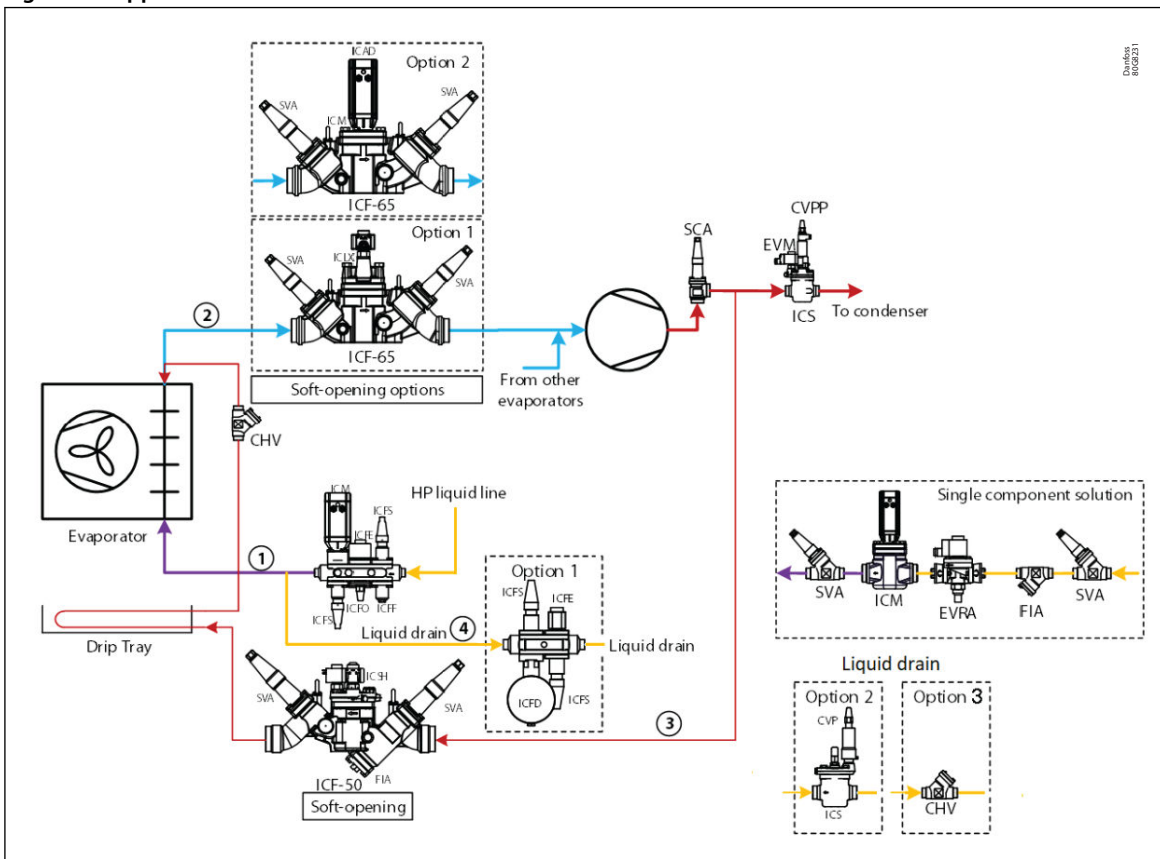 Danfoss
80G8231
ICAD
Option 2
SVA
SVA
ICM
ICF-65
Option 1
ICLX
SVA
SVA
ICF-65
Soft-opening options
2
SCA
CVPP
EVM
ICS
To condenser
From other
evaporators
CHV
Evaporator
ICM
ICFS
ICFE
HP liquid line
1
ICFS
ICFO
ICFF
Option 1
ICFS
ICFE
Liquid drain
4
Liquid drain
ICFD
ICFS
Drip Tray
SVA
ICSH
SVA
FIA
ICF-50
Soft-opening
3
Single component solution
SVA
ICM
EVRA
FIA
SVA
Liquid drain
Option 2
CVP
ICS
Option 3
CHV